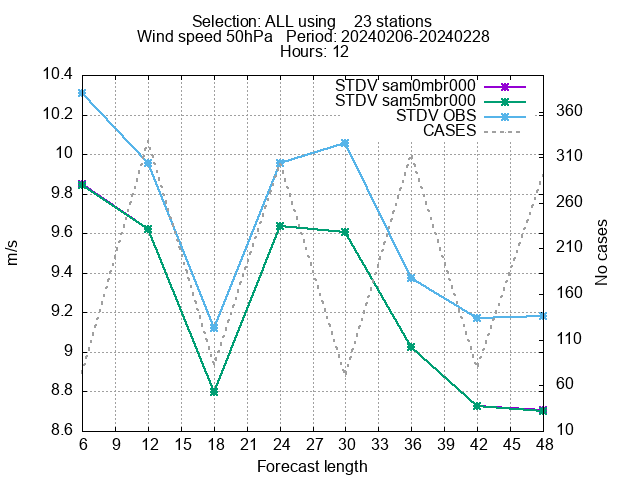 Selection: ALL using    23 stations
Wind speed 50hPa   Period: 20240206-20240228
Hours: 12
STDV sam0mbr000
STDV sam5mbr000
STDV OBS
CASES
10.4
10.2
10
9.8
9.6
9.4
9.2
9
8.8
8.6
m/s
360
310
260
210
160
110
60
10
No cases
6 9 12 15 18 21 24 27 30 33 36 39 42 45 48
Forecast length